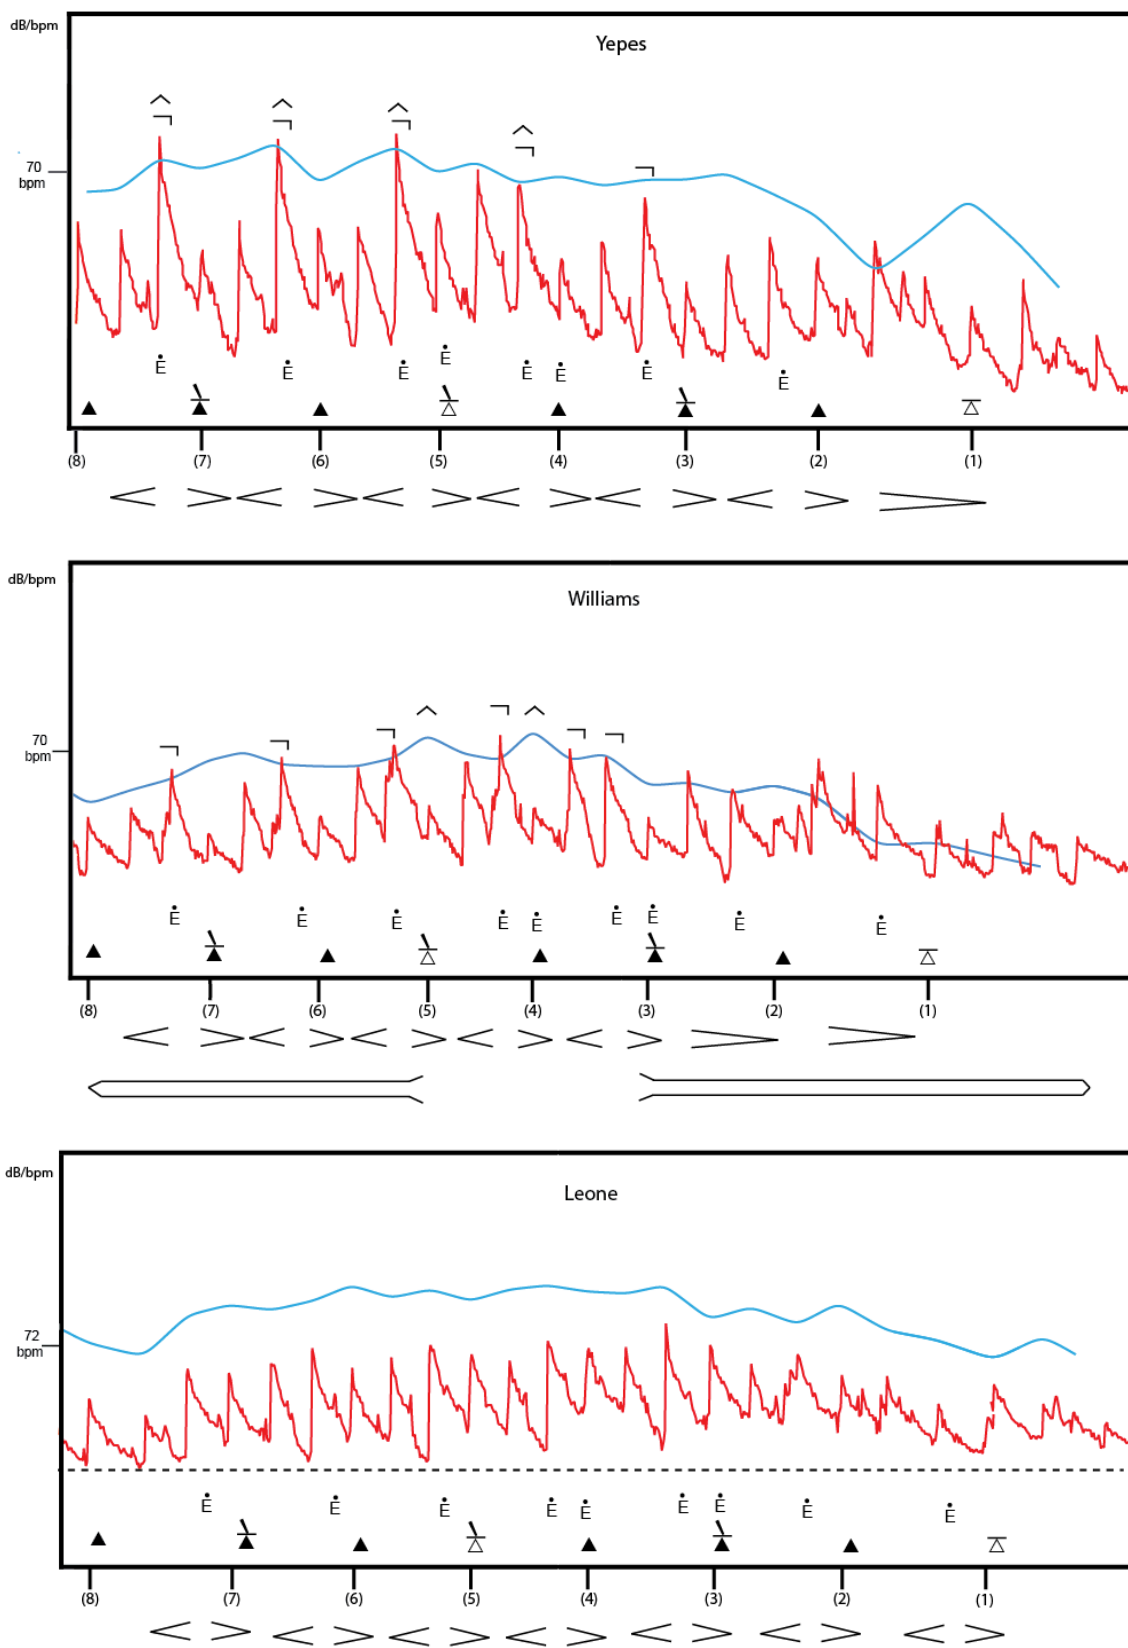 dB/bpm
Yepes
70
bpm
Ė Ė Ė Ė Ė Ė Ė Ė
(8) (7) (6) (5) (4) (3) (2) (1)
dB/bpm
Williams
70
bpm
Ė Ė Ė Ė Ė Ė Ė Ė Ė
(8) (7) (6) (5) (4) (3) (2) (1)
dB/bpm
Leone
72
bpm
Ė Ė Ė Ė Ė Ė Ė Ė Ė
(8) (7) (6) (5) (4) (3) (2) (1)